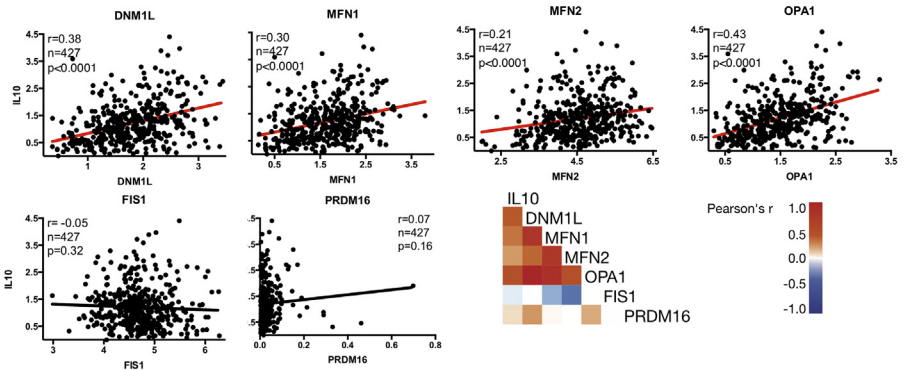 DNM1L
r=0.38
n=427
p<0.0001
4.5
3.5
2.5
1.5
0.5
IL10
1
2
3
DNM1L
MFN1
r=0.30
n=427
p<0.0001
0.5
1.5
2.5
3.5
MFN1
MFN2
r=0.21
n=427
p<0.0001
4.5
3.5
2.5
1.5
0.5
2.5
4.5
6.5
MFN2
OPA1
r=0.43
n=427
p<0.0001
4.5
3.5
2.5
1.5
0.5
0.5
1.5
2.5
3.5
OPA1
FIS1
r= -0.05
n=427
p=0.32
4.5
3.5
2.5
1.5
0.5
IL10
3
4
5
6
FIS1
PRDM16
r=0.07
n=427
p=0.16
4.5
.5
.5
.5
.5
0.0
0.2
0.4
0.6
0.8
PRDM16
IL10
DNM1L
MFN1
MFN2
OPA1
FIS1
PRDM16
Pearson's r
1.0
0.5
0.0
-0.5
-1.0